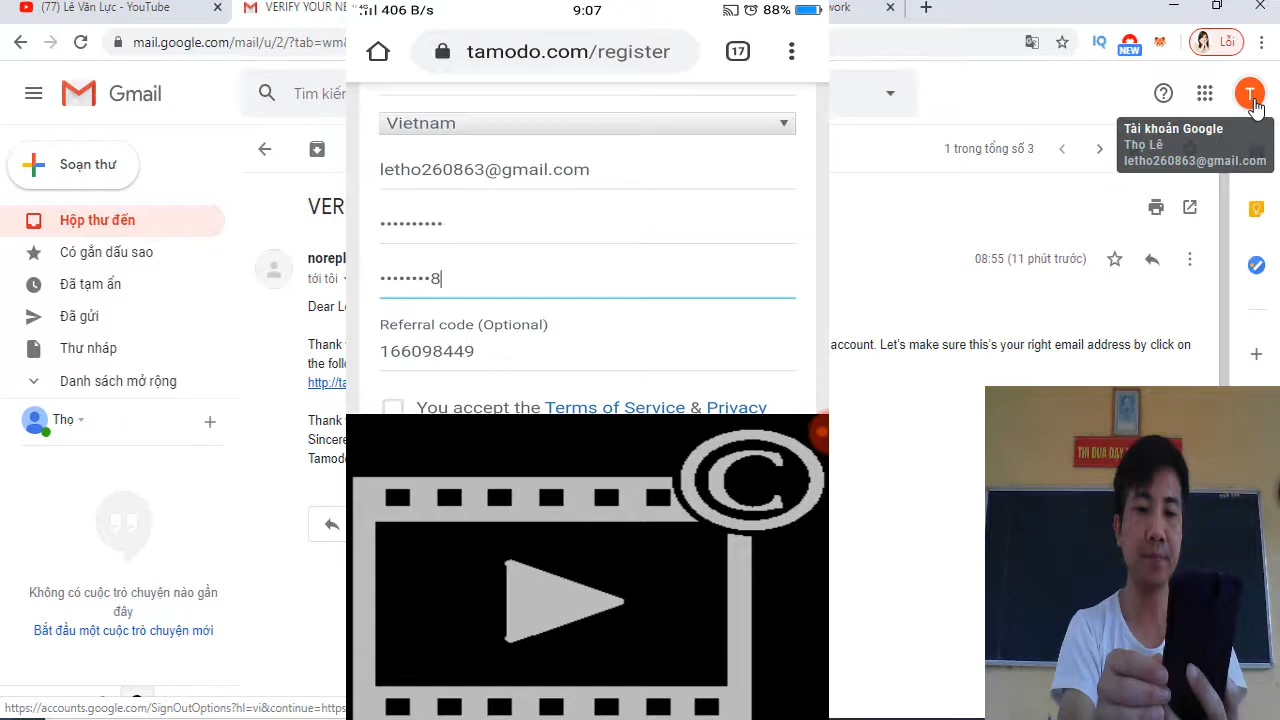 (77) Lê Văn Lực - YouTube
VERIFY YOUR NE
work
406 B/s
9:07
88%
mail.google.com/mail/u/2/?tab=wm&
tamodo.com/register
17
IQ
NEW
Lỗi
Gmail
Tìm kiếm
T
Tài khoản Google
Thọ Lê
letho260863@gmail.com
Soạn thư
Hộp thư đến
Có gắn dấu sao
Đã tạm ẩn
Đã gửi
Thư nháp
Danh sách mở rộng
Thọ
Không có cuộc trò chuyện nào gần
đây
Bắt đầu một cuộc trò chuyện mới
https://accounts.google.com/SignOutOptions?hl=vi&continue=https
1 trong tổng số 3
VER
norepl
tới tôi
08:55 (11 phút trước)
Dear L
Thank
account. Let's make sure this's your right email address by click on
the follo
http://ta
Thank
Sincere
Tamodo
Vietnam
letho260863@gmail.com
••••••••••
••••••••8
Referral code (Optional)
166098449
You accept the Terms of Service & Privacy
C
THI ĐUA DẠY